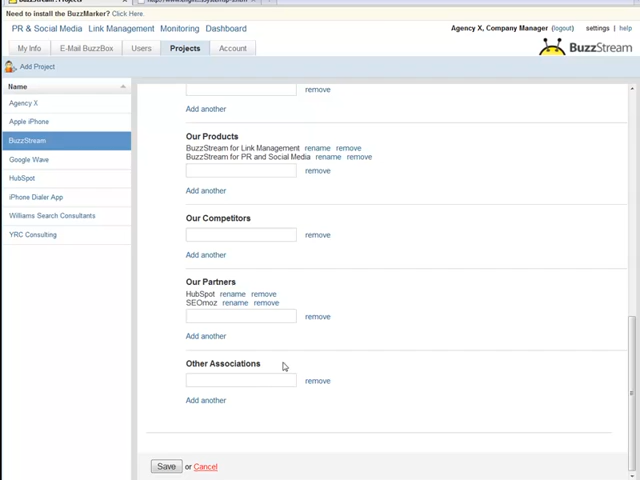 BuzzStream : Projects
Need to install the BuzzMarker? Click Here.
PR & Social Media Link Management Monitoring Dashboard
Agency X, Company Manager (logout) settings | help
My Info E-Mail BuzzBox Users Projects Account
BuzzStream
Add Project
Name
Agency X
Apple iPhone
BuzzStream
Google Wave
HubSpot
iPhone Dialer App
Williams Search Consultants
YRC Consulting
remove
Add another
Our Products
BuzzStream for Link Management rename remove
BuzzStream for PR and Social Media rename remove
remove
Add another
Our Competitors
remove
Add another
Our Partners
HubSpot rename remove
SEOmoz rename remove
remove
Add another
Other Associations
remove
Add another
Save or Cancel